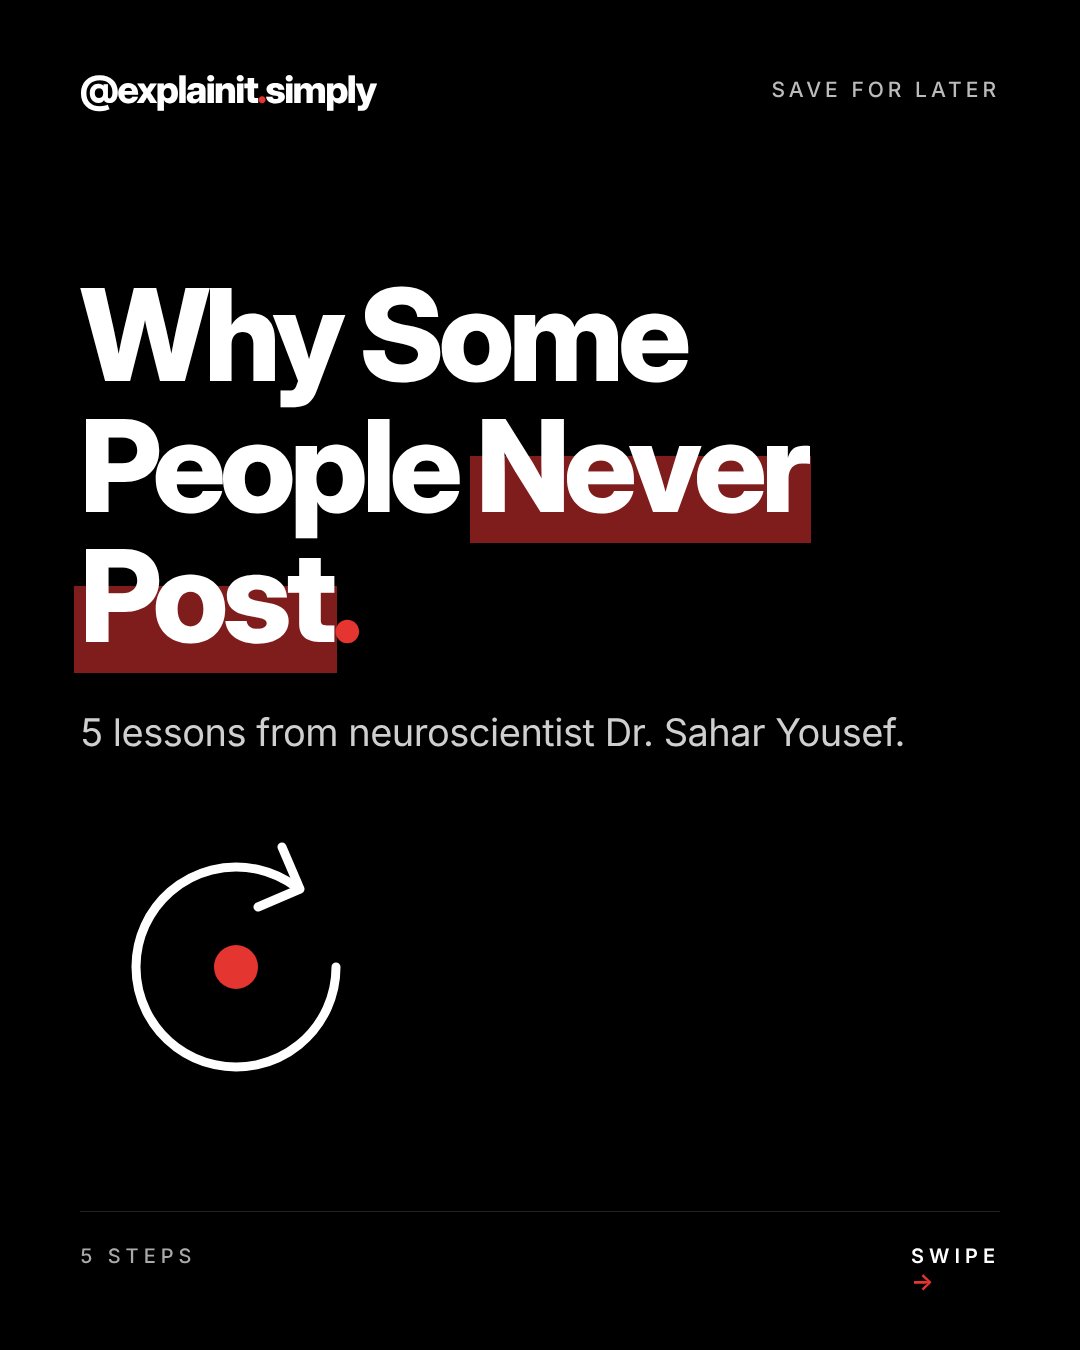 @explainit.simply
SAVE FOR LATER
Why Some
People Never
Post.
5 lessons from neuroscientist Dr. Sahar Yousef.
5 STEPS
SWIPE
→